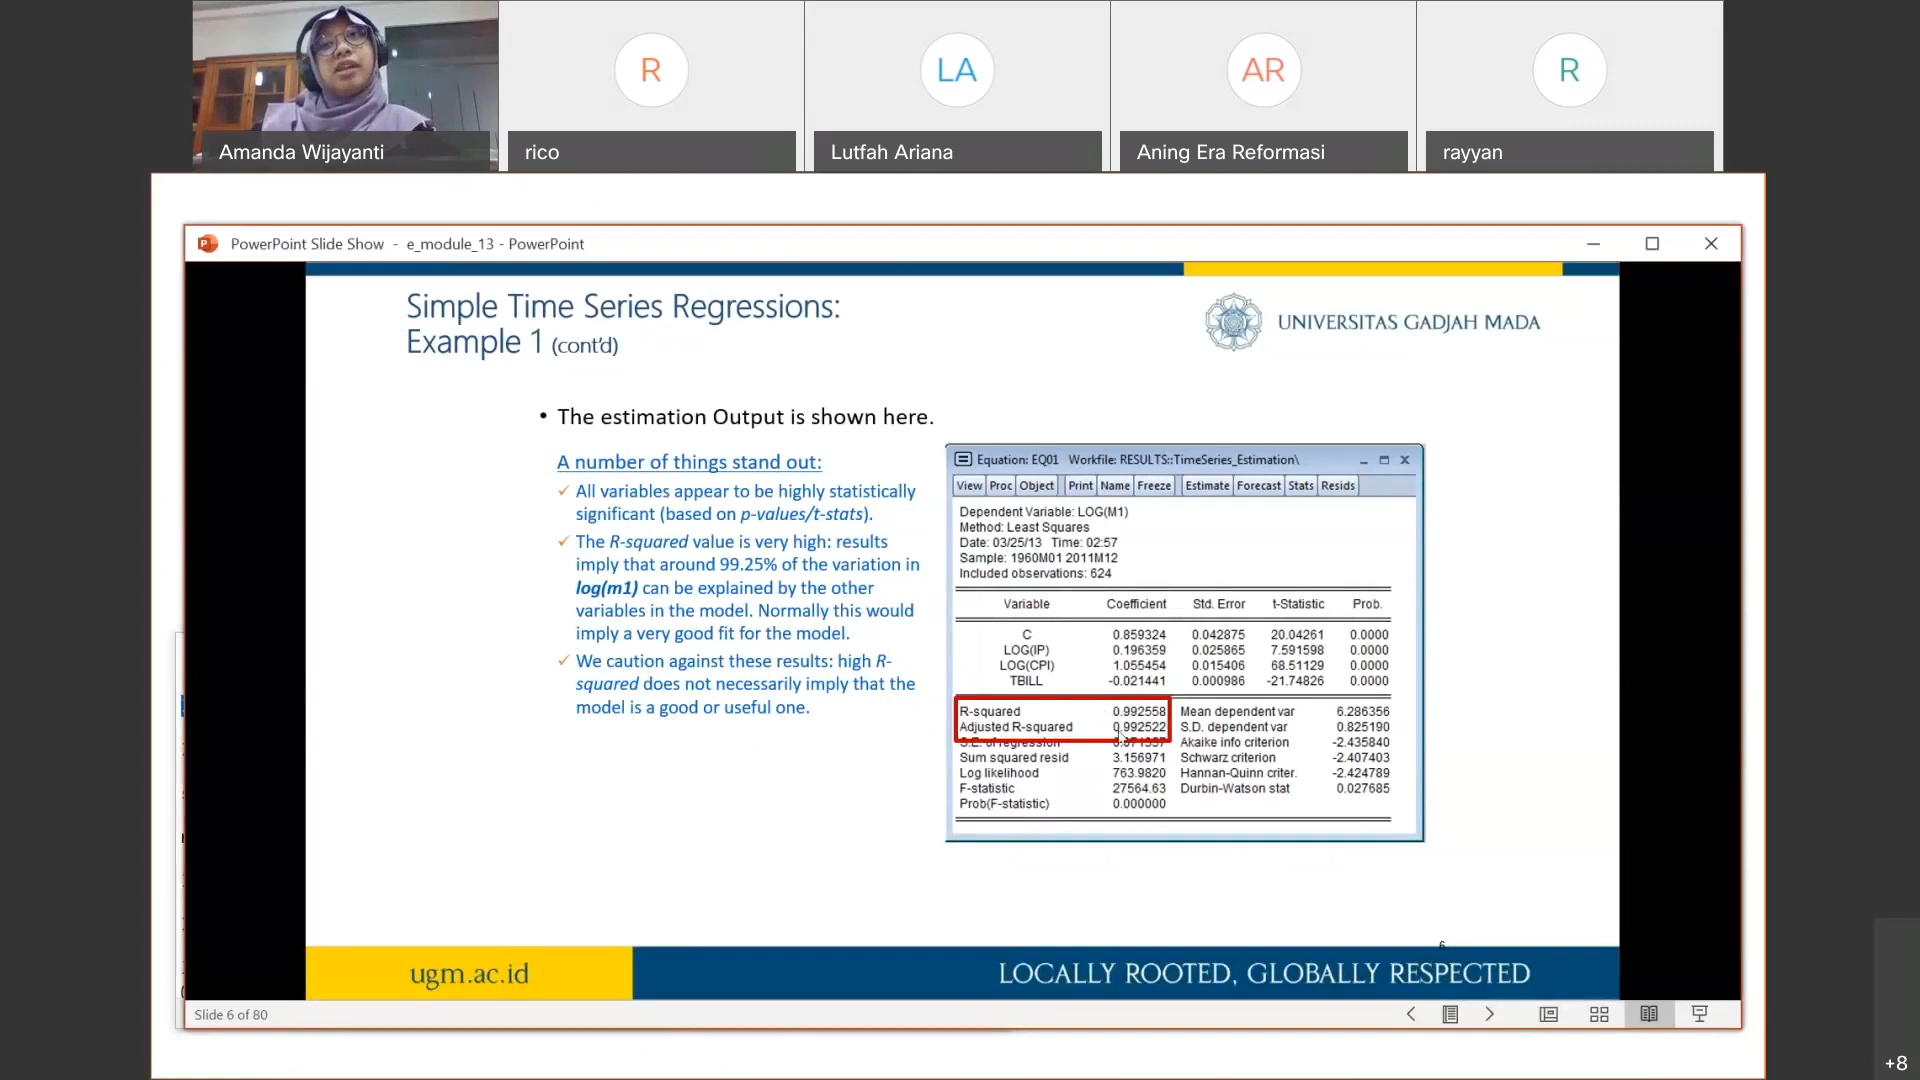 R
LA
AR
R
Amanda Wijayanti
rico
Lutfah Ariana
Aning Era Reformasi
rayyan
PowerPoint Slide Show - e_module_13 - PowerPoint
Simple Time Series Regressions:
Example 1 (cont'd)
UNIVERSITAS GADJAH MADA
• The estimation Output is shown here.
A number of things stand out:
✓ All variables appear to be highly statistically
significant (based on p-values/t-stats).
✓ The R-squared value is very high: results
imply that around 99.25% of the variation in
log(m1) can be explained by the other
variables in the model. Normally this would
imply a very good fit for the model.
✓ We caution against these results: high R-
squared does not necessarily imply that the
model is a good or useful one.
Equation: EQ01 Workfile: RESULTS::TimeSeries_Estimation\
View Proc Object Print Name Freeze Estimate Forecast Stats Resids
Dependent Variable: LOG(M1)
Method: Least Squares
Date: 03/25/13 Time: 02:57
Sample: 1960M01 2011M12
Included observations: 624
Variable Coefficient Std. Error t-Statistic Prob.
C 0.859324 0.042875 20.04261 0.0000
LOG(IP) 0.196359 0.025865 7.591598 0.0000
LOG(CPI) 1.055454 0.015406 68.51129 0.0000
TBILL -0.021441 0.000986 -21.74826 0.0000
R-squared 0.992558 Mean dependent var 6.286356
Adjusted R-squared 0.992522 S.D. dependent var 0.825190
S.E. of regression Akaike info criterion -2.435840
Sum squared resid 3.156971 Schwarz criterion -2.407403
Log likelihood 763.9820 Hannan-Quinn criter. -2.424789
F-statistic 27564.63 Durbin-Watson stat 0.027685
Prob(F-statistic) 0.000000
6
ugm.ac.id
LOCALLY ROOTED, GLOBALLY RESPECTED
Slide 6 of 80
+8